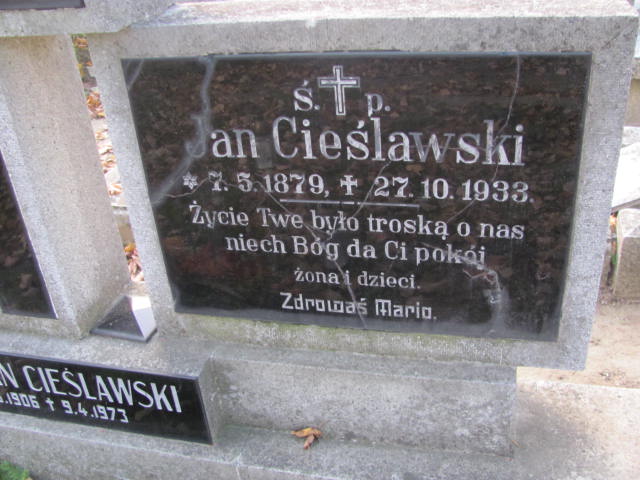 Ś. P.
Jan Cieślawski
* 7.5.1879, ✝ 27.10.1933.
Życie Twe było troską o nas
niech Bóg da Ci pokój
żona i dzieci.
Zdrowaś Mario.
CIEŚLAWSKI
1906 ✝ 9.4.1973